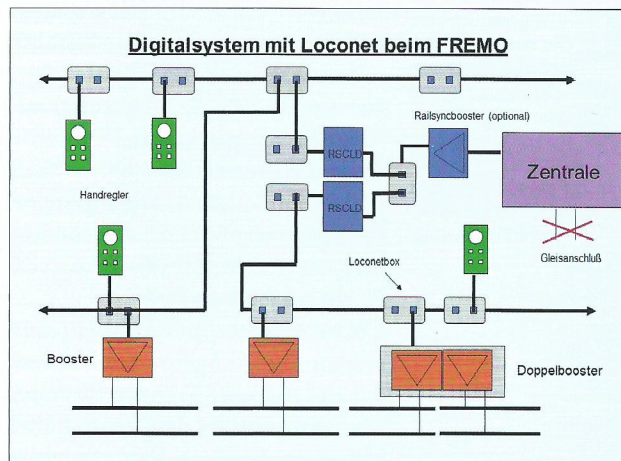 Digitalsystem mit Loconet beim FREMO
Railsyncbooster (optional)
RSCLD
Zentrale
Handregler
RSCLD
Gleisanschluß
Loconetbox
Booster
Doppelbooster